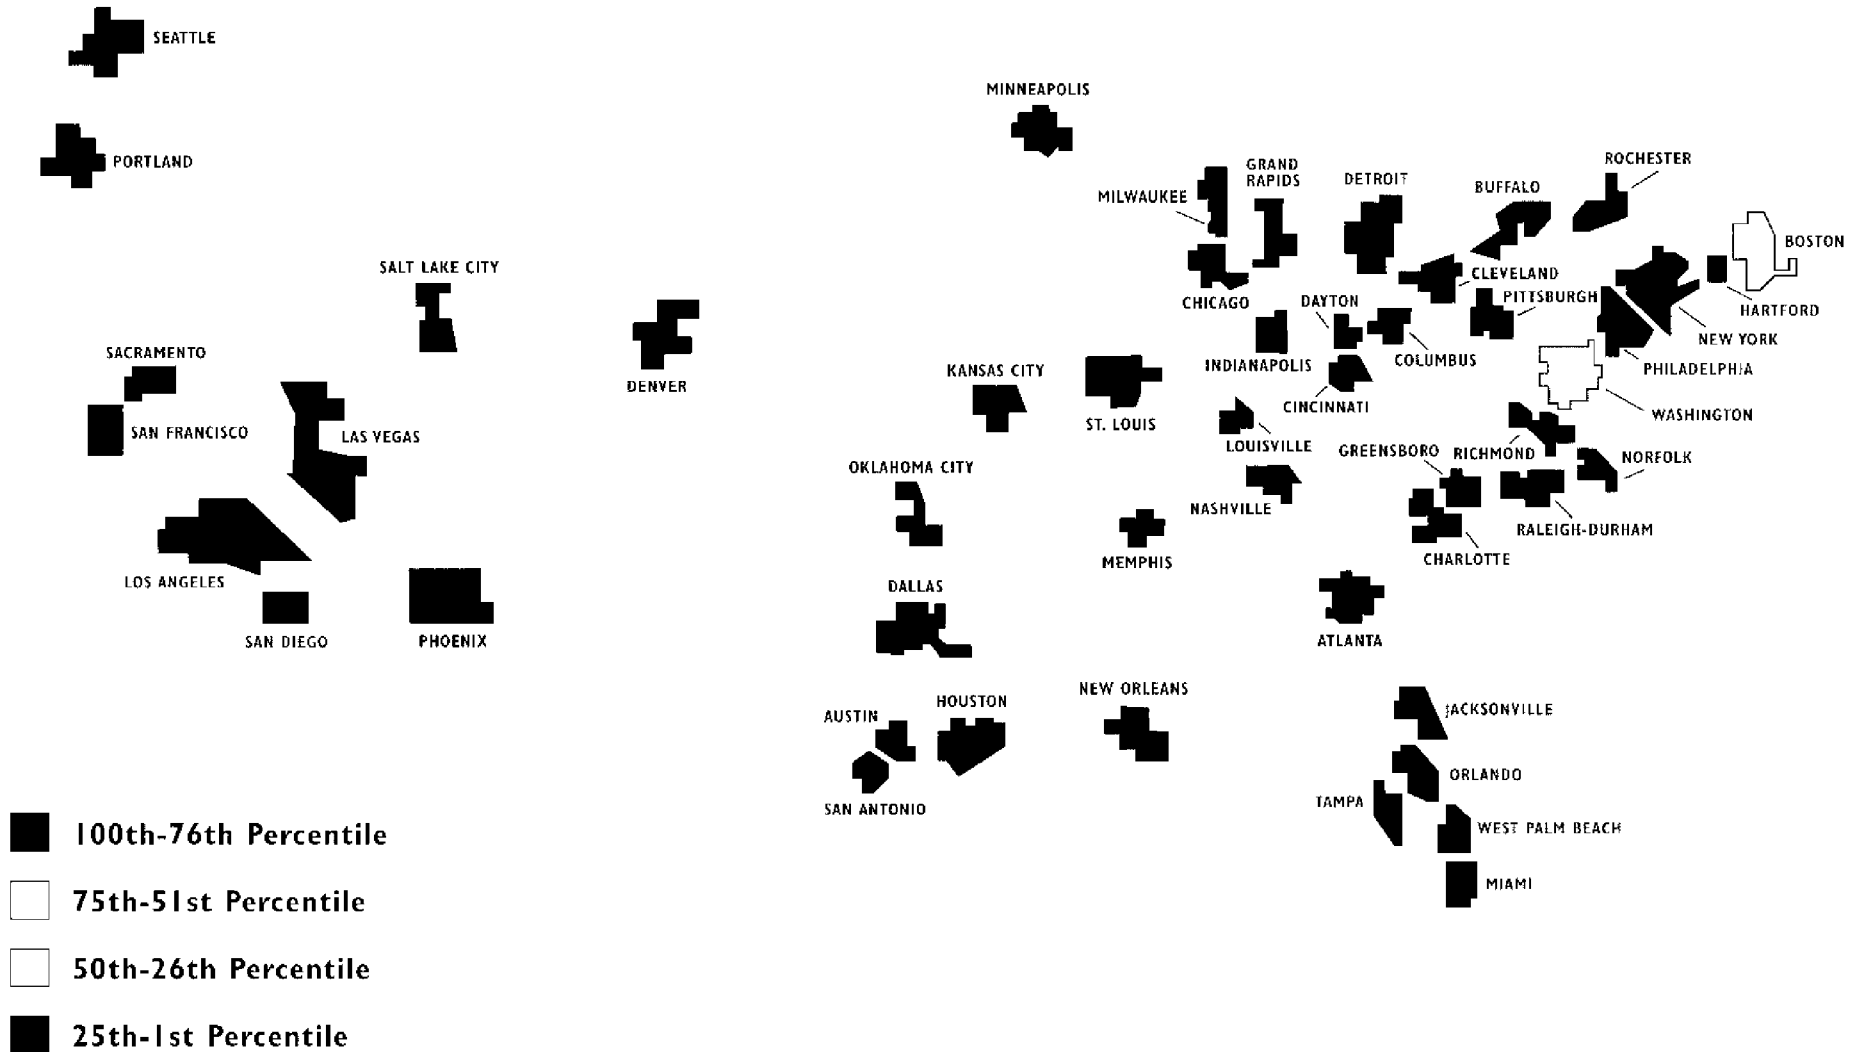 SEATTLE
PORTLAND
MINNEAPOLIS
ROCHESTER
GRAND
RAPIDS
DETROIT
BUFFALO
MILWAUKEE
BOSTON
SALT LAKE CITY
CLEVELAND
CHICAGO
DAYTON
PITTSBURGH
HARTFORD
NEW YORK
SACRAMENTO
COLUMBUS
INDIANAPOLIS
PHILADELPHIA
KANSAS CITY
DENVER
CINCINNATI
WASHINGTON
ST. LOUIS
SAN FRANCISCO
LAS VEGAS
LOUISVILLE
GREENSBORO
RICHMOND
NORFOLK
OKLAHOMA CITY
NASHVILLE
RALEIGH-DURHAM
CHARLOTTE
MEMPHIS
LOS ANGELES
DALLAS
SAN DIEGO
PHOENIX
ATLANTA
NEW ORLEANS
HOUSTON
AUSTIN
JACKSONVILLE
ORLANDO
TAMPA
SAN ANTONIO
WEST PALM BEACH
MIAMI
100th-76th Percentile
75th-51st Percentile
50th-26th Percentile
25th-1st Percentile